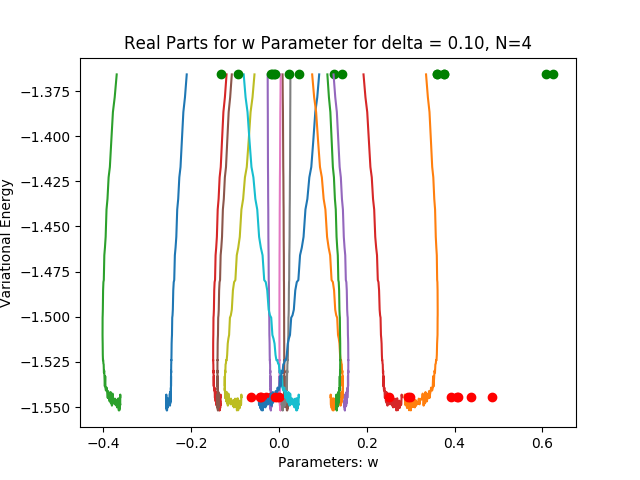 Real Parts for w Parameter for delta = 0.10, N=4
Variational Energy
−1.375
−1.400
−1.425
−1.450
−1.475
−1.500
−1.525
−1.550
−0.4 −0.2 0.0 0.2 0.4 0.6
Parameters: w